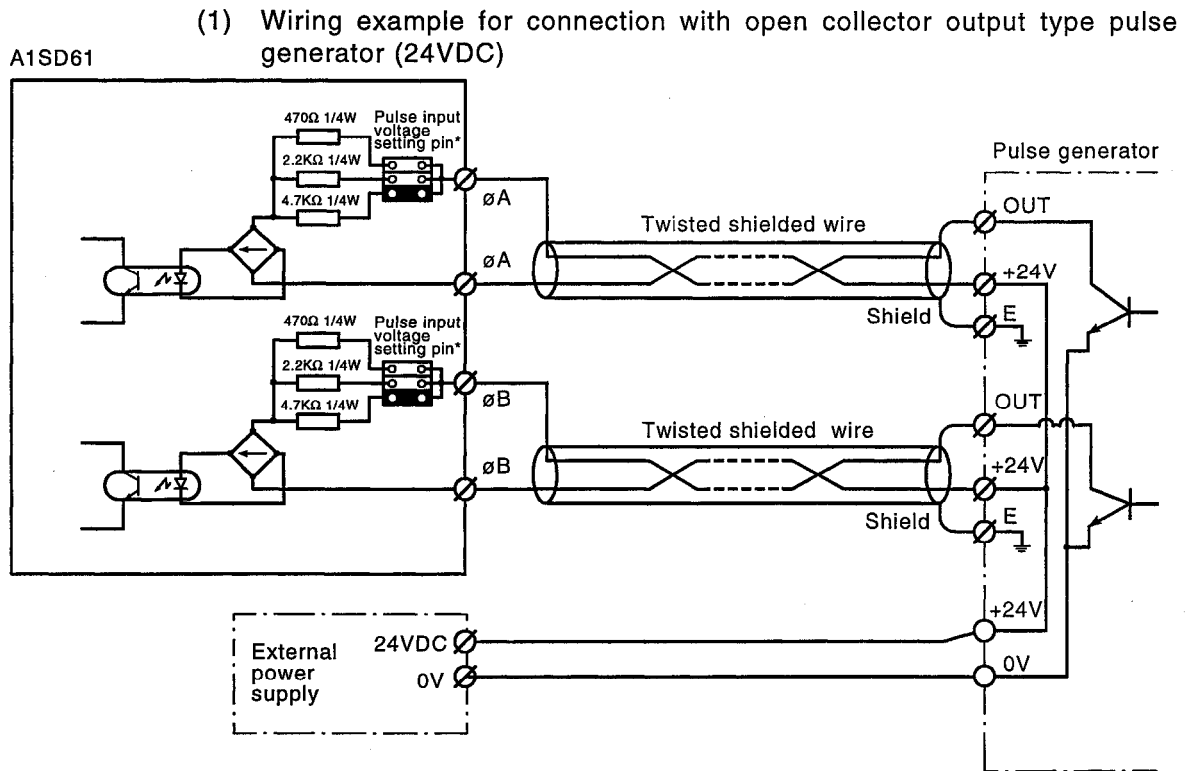 (1) Wiring example for connection with open collector output type pulse
generator (24VDC)
A1SD61
470Ω 1/4W
Pulse input
voltage
setting pin*
2.2KΩ 1/4W
4.7KΩ 1/4W
øA
øA
Twisted shielded wire
Shield
Pulse generator
OUT
+24V
E
470Ω 1/4W
Pulse input
voltage
setting pin*
2.2KΩ 1/4W
4.7KΩ 1/4W
øB
øB
Twisted shielded wire
Shield
OUT
+24V
E
External
power
supply
24VDC
0V
+24V
0V